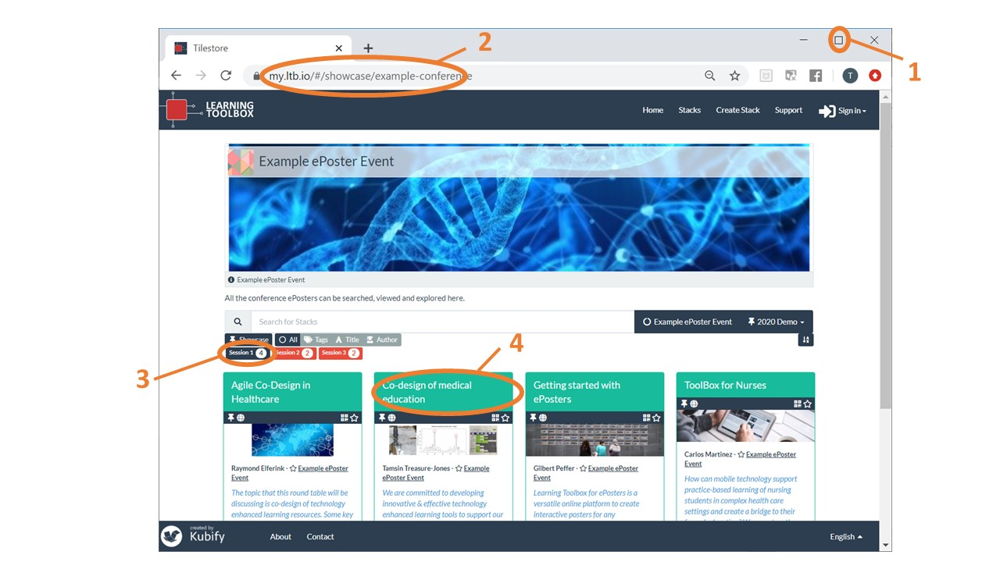 2
1
Tilestore
my.ltb.io/#/showcase/example-conference
T
LEARNING
TOOLBOX
Home Stacks Create Stack Support Sign in
Example ePoster Event
Example ePoster Event
All the conference ePosters can be searched, viewed and explored here.
Search for Stacks Example ePoster Event 2020 Demo
Showcase All Tags Title Author
Session 1 4 Session 2 2 Session 3 2
3
4
Agile Co-Design in
Healthcare
Raymond Elferink - Example ePoster
Event
The topic that this round table will be
discussing is co-design of technology
enhanced learning resources. Some key
Co-design of medical
education
Tamsin Treasure-Jones - Example
ePoster Event
We are committed to developing
innovative & effective technology
enhanced learning tools to support our
Getting started with
ePosters
Gilbert Peffer - Example ePoster
Event
Learning Toolbox for ePosters is a
versatile online platform to create
interactive posters for any
ToolBox for Nurses
Carlos Martinez - Example ePoster
Event
How can mobile technology support
practice-based learning of nursing
students in complex health care
settings and create a bridge to their
created by
Kubify
About Contact
English